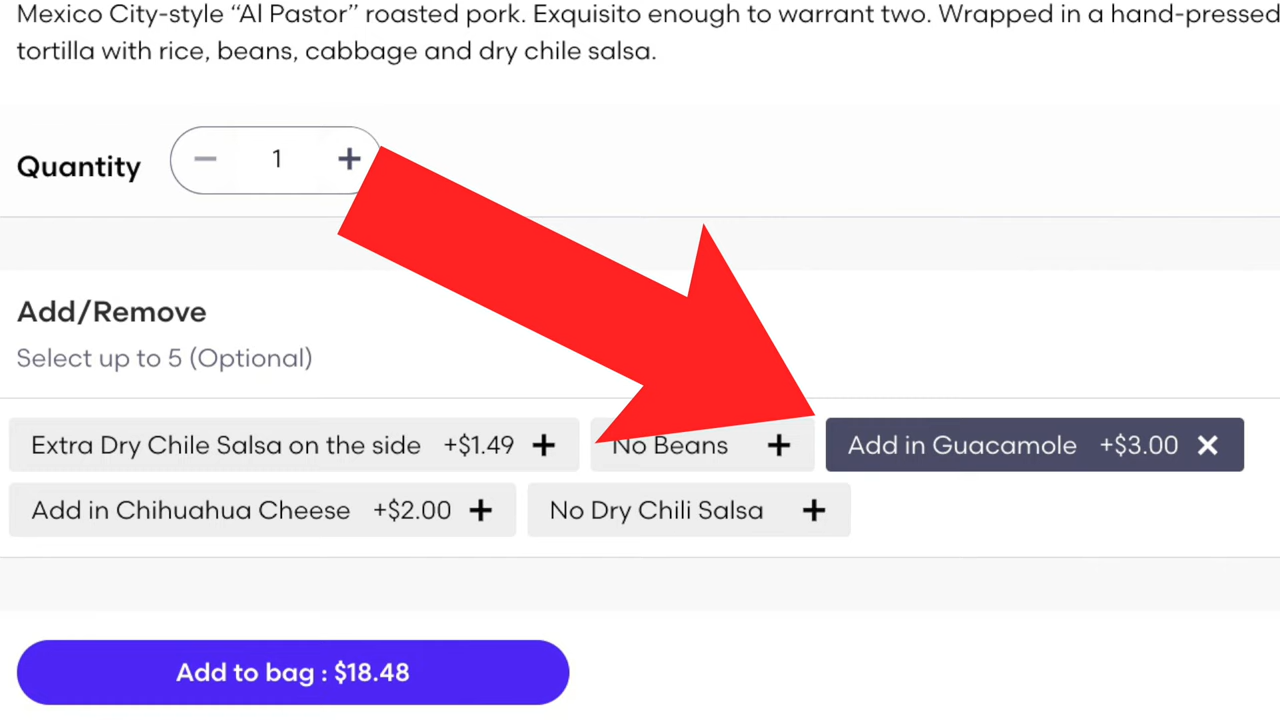 Mexico City-style “Al Pastor” roasted pork. Exquisito enough to warrant two. Wrapped in a hand-pressed
tortilla with rice, beans, cabbage and dry chile salsa.
Quantity − 1 +
Add/Remove
Select up to 5 (Optional)
Extra Dry Chile Salsa on the side +$1.49 + No Beans + Add in Guacamole +$3.00 ×
Add in Chihuahua Cheese +$2.00 + No Dry Chili Salsa +
Add to bag : $18.48